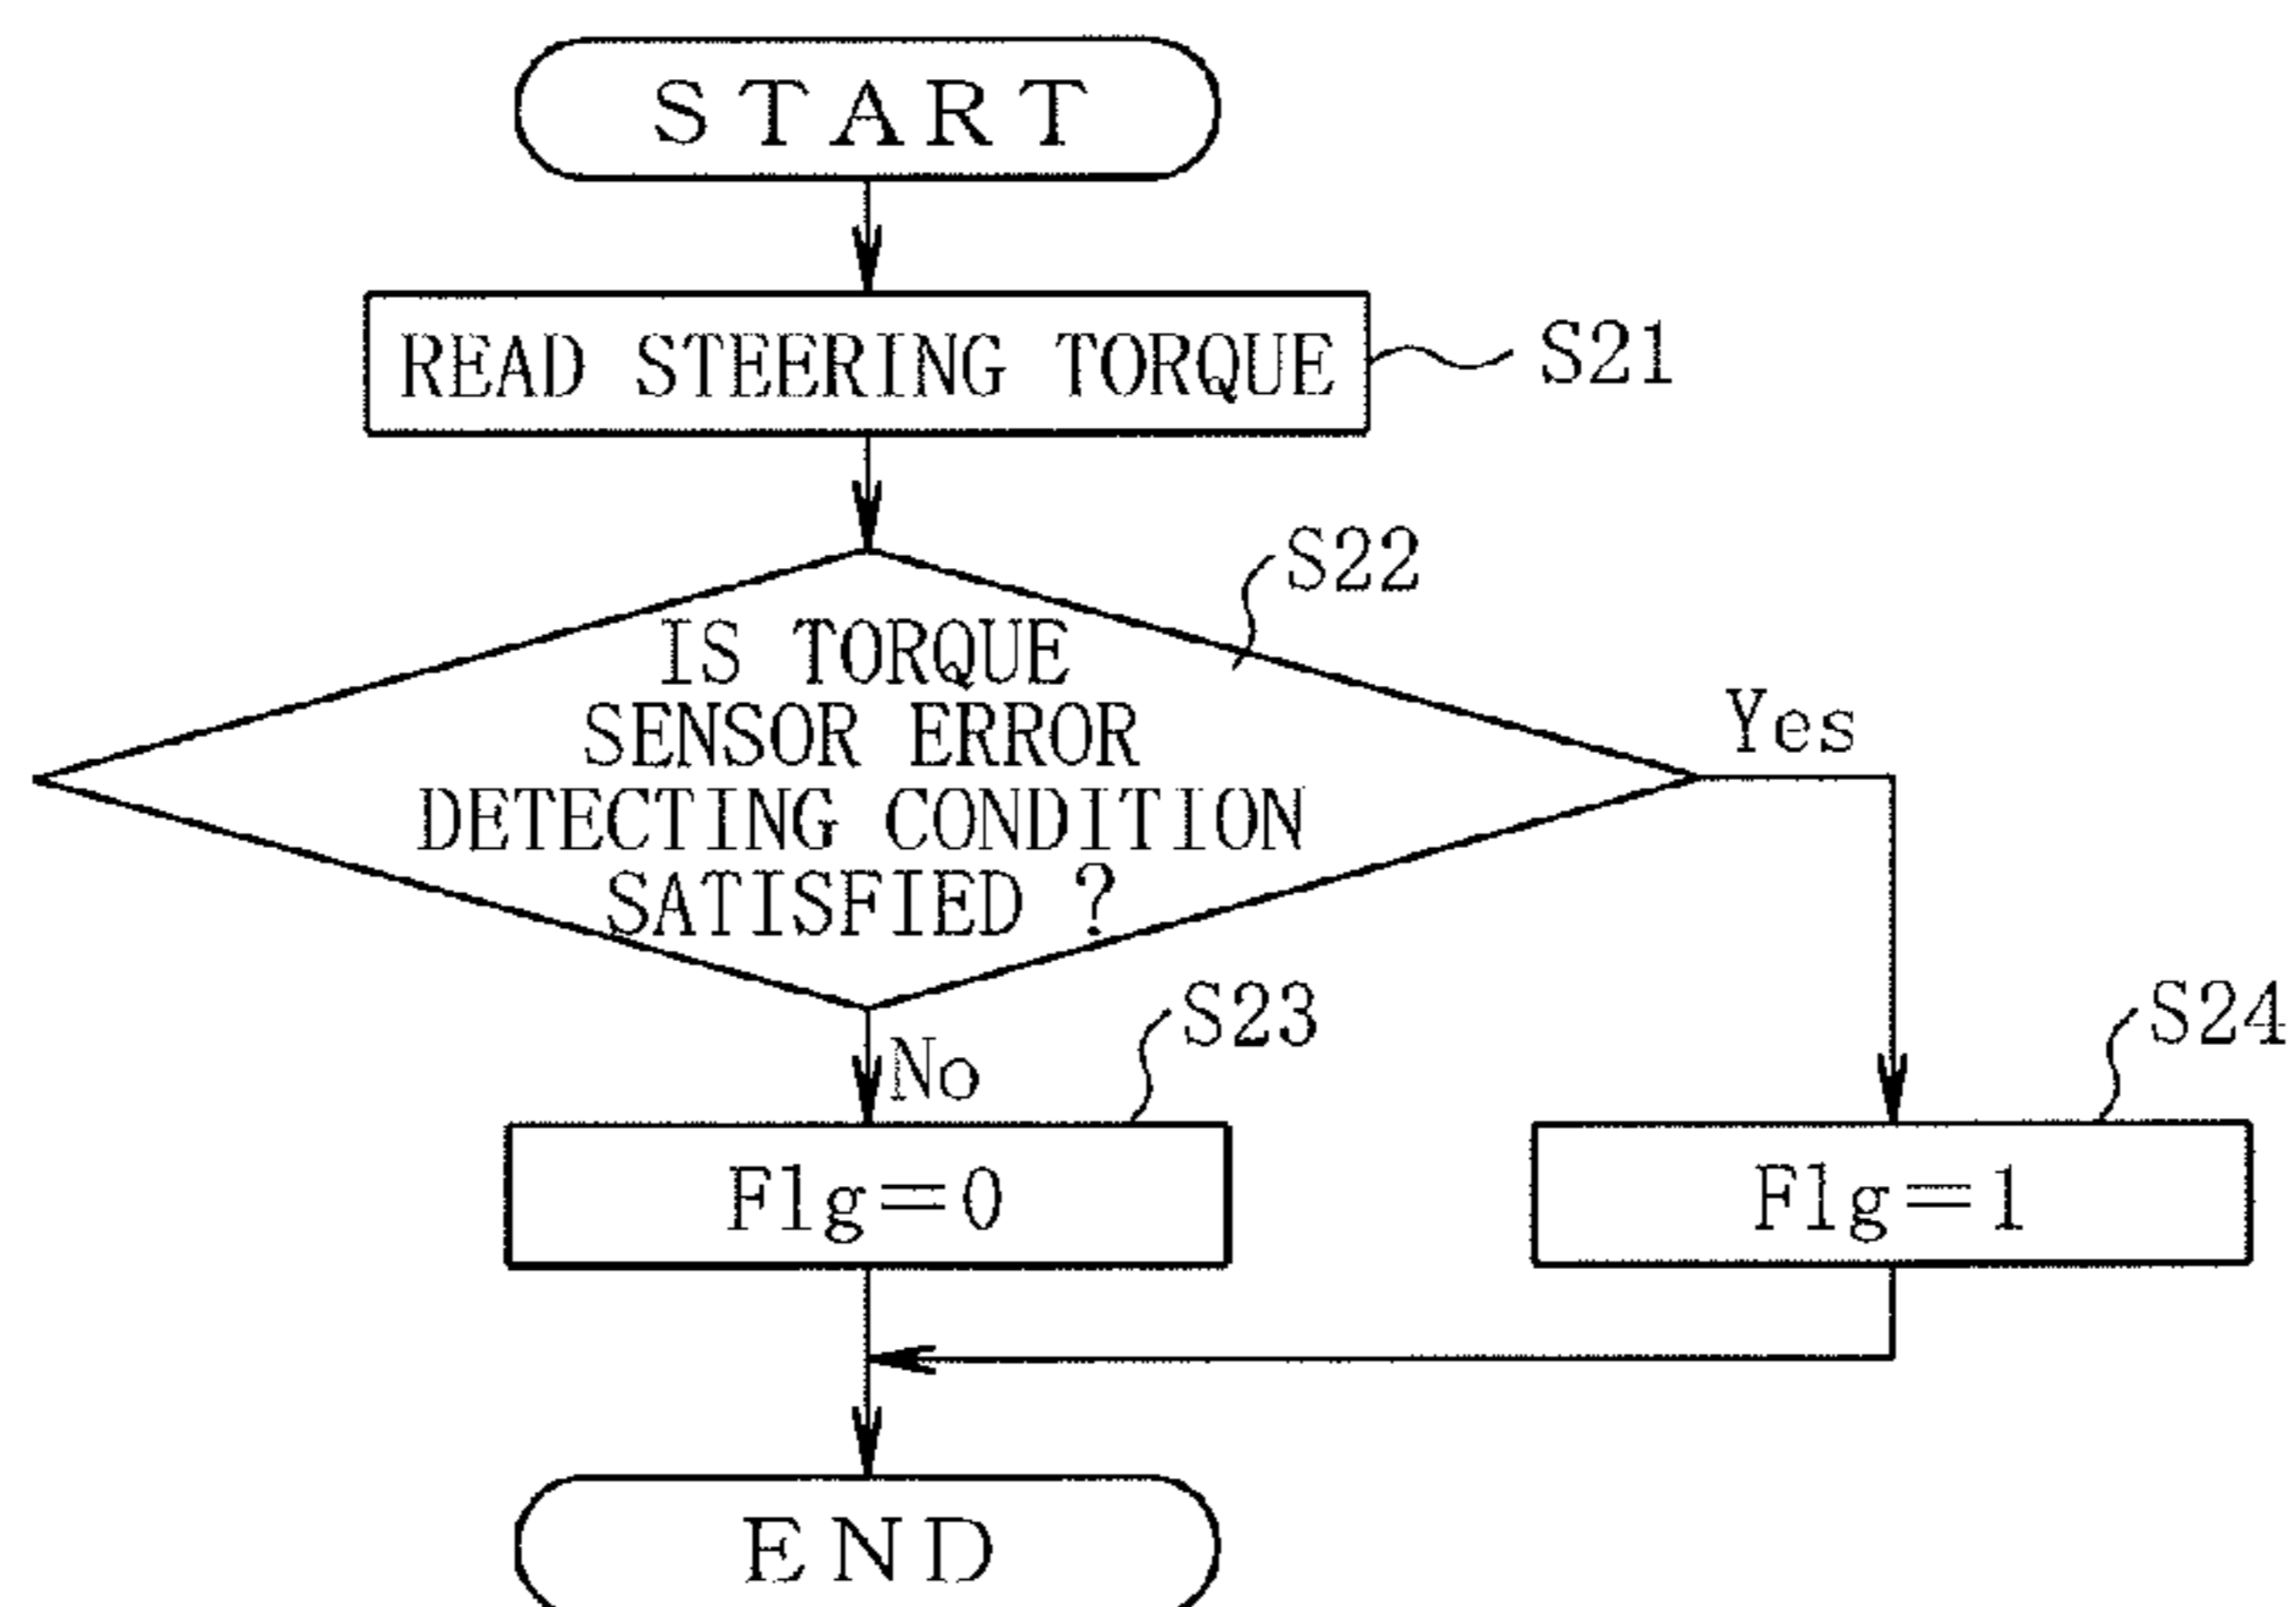 START
READ STEERING TORQUE
S21
S22
IS TORQUE
SENSOR ERROR
DETECTING CONDITION
SATISFIED ?
Yes
No
S23
S24
Flg=0
Flg=1
END